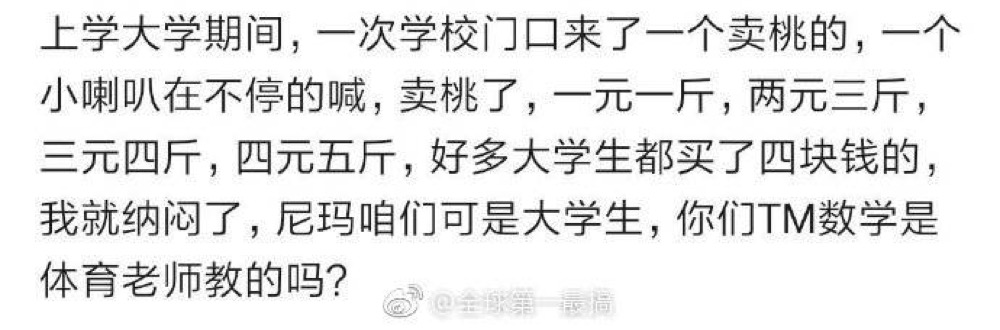 上学大学期间，一次学校门口来了一个卖桃的，一个
小喇叭在不停的喊，卖桃了，一元一斤，两元三斤，
三元四斤，四元五斤，好多大学生都买了四块钱的，
我就纳闷了，尼玛咱们可是大学生，你们TM数学是
体育老师教的吗？
@全球第一最搞